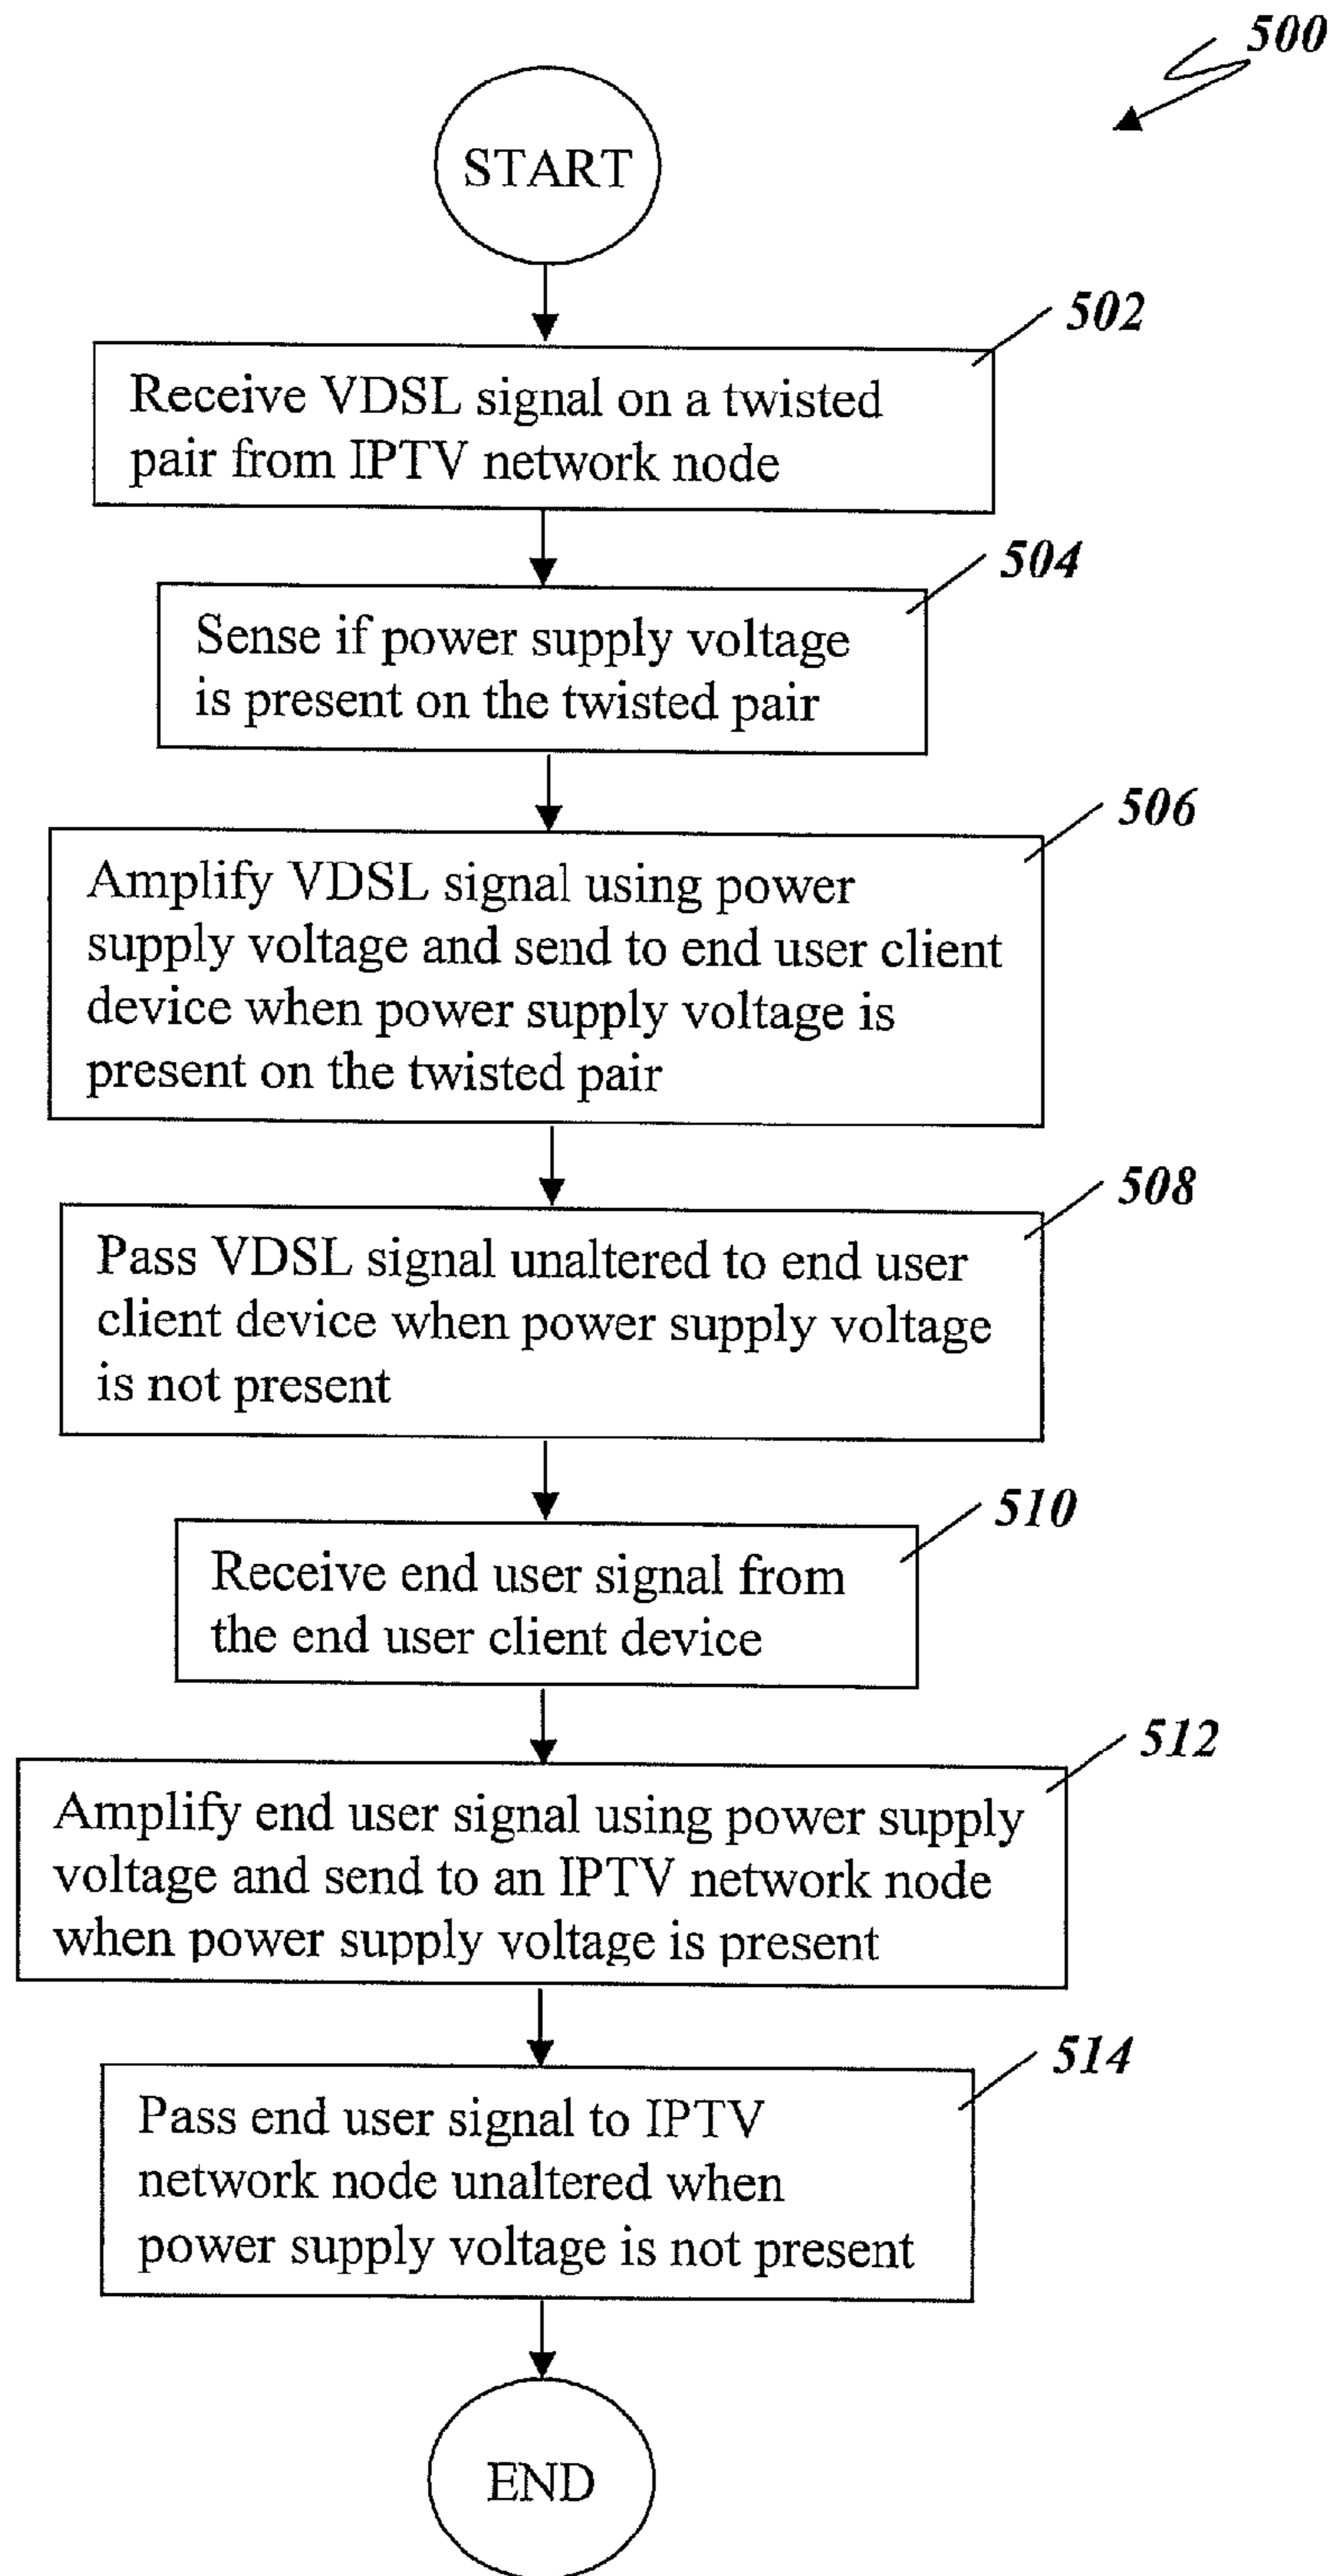 500
START
502
Receive VDSL signal on a twisted
pair from IPTV network node
504
Sense if power supply voltage
is present on the twisted pair
506
Amplify VDSL signal using power
supply voltage and send to end user client
device when power supply voltage is
present on the twisted pair
508
Pass VDSL signal unaltered to end user
client device when power supply voltage
is not present
510
Receive end user signal from
the end user client device
512
Amplify end user signal using power supply
voltage and send to an IPTV network node
when power supply voltage is present
514
Pass end user signal to IPTV
network node unaltered when
power supply voltage is not present
END